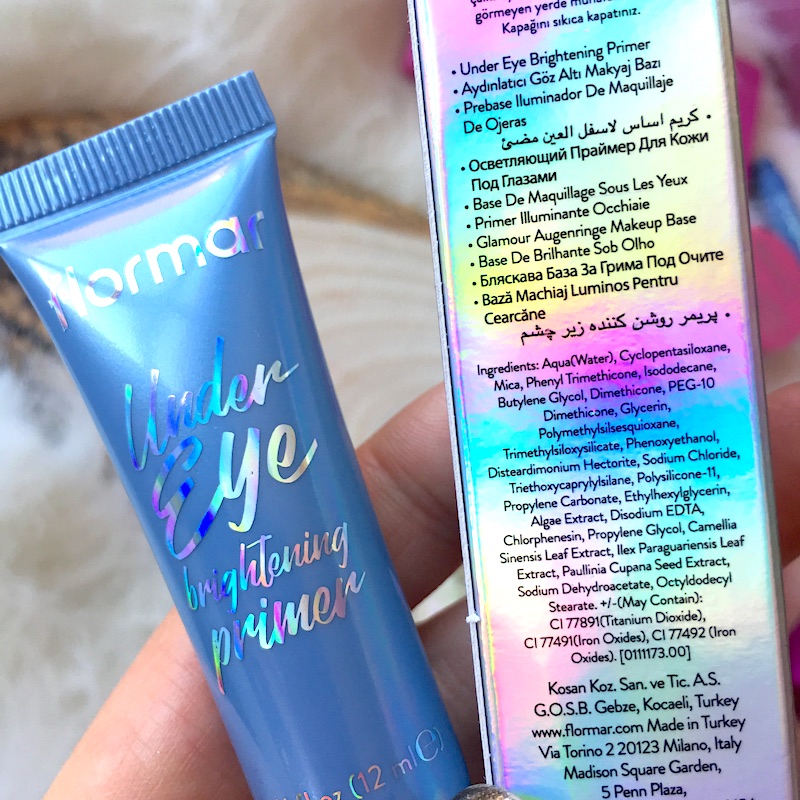 flormar
Under
Eye
brightening
primer
oz (12 ml ℮
görmeyen yerde
Kapağını sıkıca kapatınız.
• Under Eye Brightening Primer
• Aydınlatıcı Göz Altı Makyaj Bazı
• Prebase Iluminador De Maquillaje
De Ojeras
• كريم اساس لاسفل العين مضئ
• Осветляющий Праймер Для Кожи
Под Глазами
• Base De Maquillage Sous Les Yeux
• Primer Illuminante Occhiaie
• Glamour Augenringe Makeup Base
• Base De Brilhante Sob Olho
• Бляскава База За Грима Под Очите
• Bază Machiaj Luminos Pentru
Cearcăne
• پریمر روشن کننده زیر چشم
Ingredients: Aqua(Water), Cyclopentasiloxane,
Mica, Phenyl Trimethicone, Isododecane,
Butylene Glycol, Dimethicone, PEG-10
Dimethicone, Glycerin,
Polymethylsilsesquioxane,
Trimethylsiloxysilicate, Phenoxyethanol,
Disteardimonium Hectorite, Sodium Chloride,
Triethoxycaprylylsilane, Polysilicone-11,
Propylene Carbonate, Ethylhexylglycerin,
Algae Extract, Disodium EDTA,
Chlorphenesin, Propylene Glycol, Camellia
Sinensis Leaf Extract, Ilex Paraguariensis Leaf
Extract, Paullinia Cupana Seed Extract,
Sodium Dehydroacetate, Octyldodecyl
Stearate. +/-(May Contain):
CI 77891(Titanium Dioxide),
CI 77491(Iron Oxides), CI 77492 (Iron
Oxides). [0111173.00]
Kosan Koz. San. ve Tic. A.S.
G.O.S.B. Gebze, Kocaeli, Turkey
www.flormar.com Made in Turkey
Via Torino 2 20123 Milano, Italy
Madison Square Garden,
5 Penn Plaza,